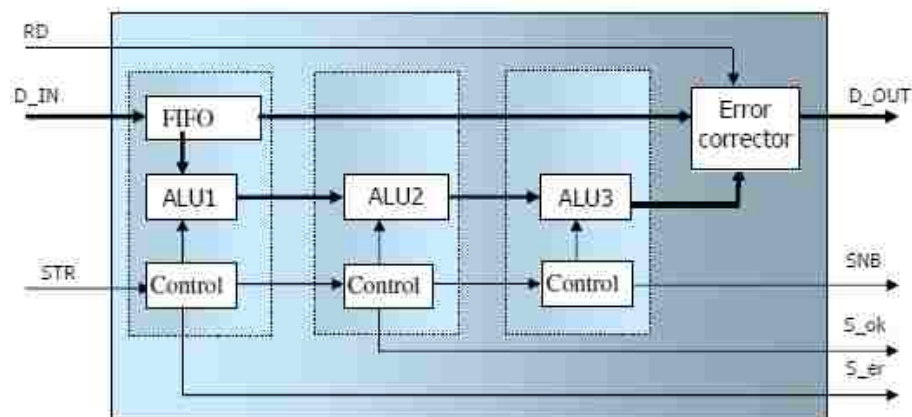 RD
D_IN
FIFO
Error
corrector
D_OUT
ALU1
ALU2
ALU3
STR
Control
Control
Control
SNB
S_ok
S_er